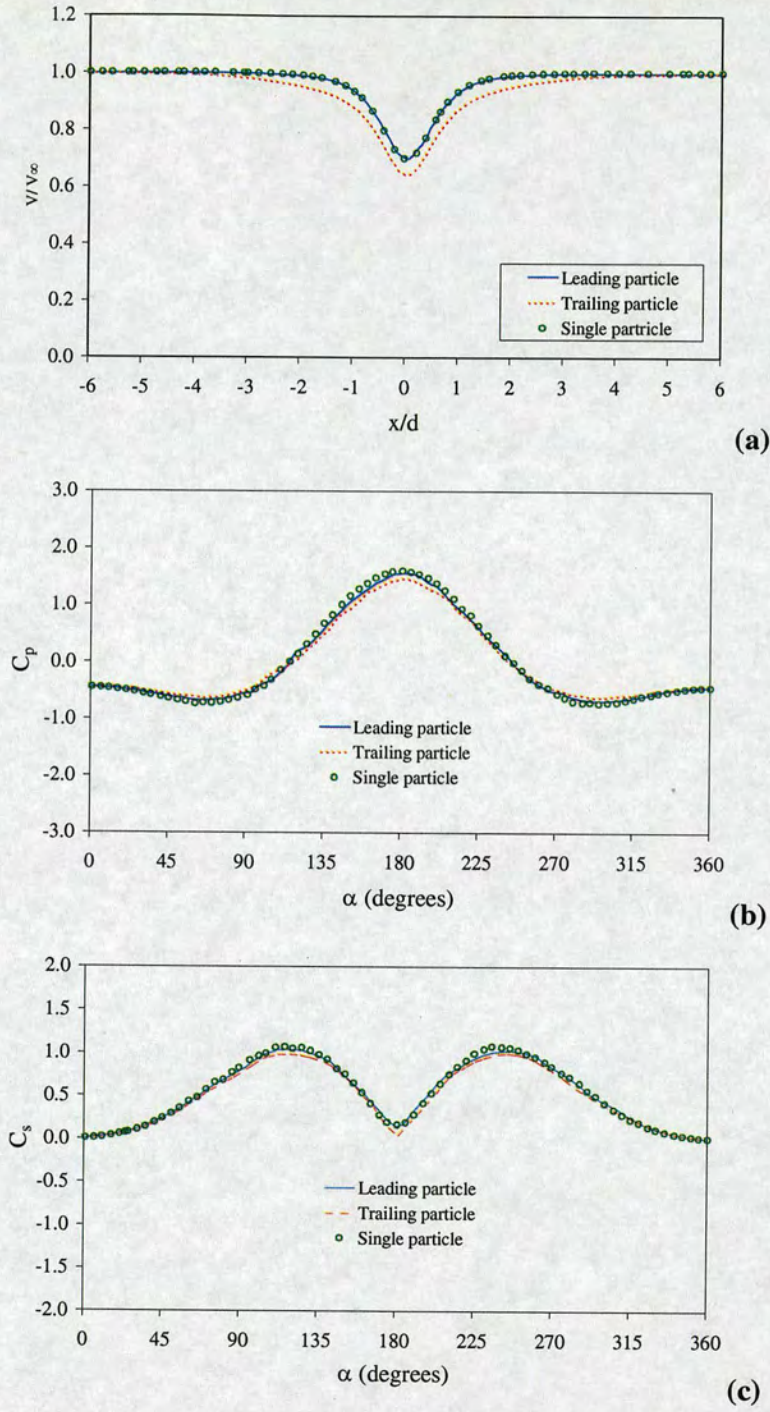 1.2
1.0
0.8
0.6
0.4
0.2
0.0
v/v∞
Leading particle
Trailing particle
Single partricle
-6 -5 -4 -3 -2 -1 0 1 2 3 4 5 6
x/d
(a)
3.0
2.0
1.0
0.0
-1.0
-2.0
-3.0
Cp
Leading particle
Trailing particle
Single particle
0 45 90 135 180 225 270 315 360
α (degrees)
(b)
2.0
1.5
1.0
0.5
0.0
-0.5
-1.0
-1.5
-2.0
Cs
Leading particle
Trailing particle
Single particle
0 45 90 135 180 225 270 315 360
α (degrees)
(c)